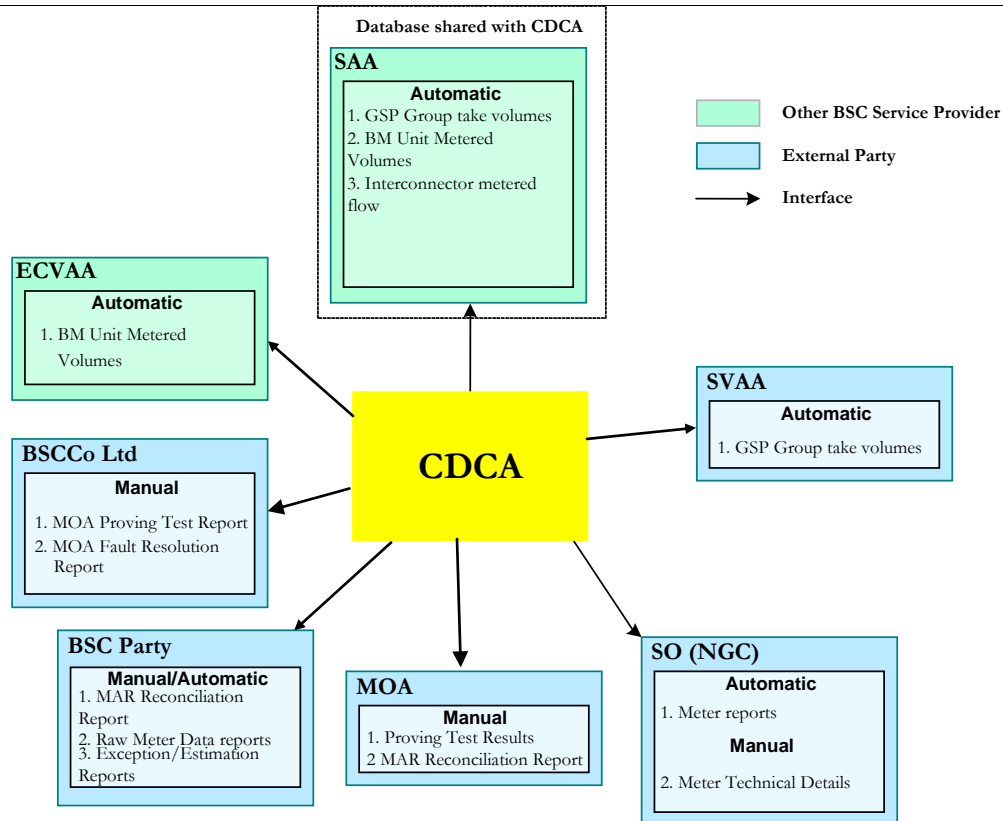 Database shared with CDCA
SAA
Automatic
1. GSP Group take volumes
2. BM Unit Metered
Volumes
3. Interconnector metered
flow
Other BSC Service Provider
External Party
Interface
ECVAA
Automatic
1. BM Unit Metered
Volumes
CDCA
SVAA
Automatic
1. GSP Group take volumes
BSCCo Ltd
Manual
1. MOA Proving Test Report
2. MOA Fault Resolution
Report
BSC Party
Manual/Automatic
1. MAR Reconciliation
Report
2. Raw Meter Data reports
3. Exception/Estimation
Reports
MOA
Manual
1. Proving Test Results
2 MAR Reconciliation Report
SO (NGC)
Automatic
1. Meter reports
Manual
2. Meter Technical Details